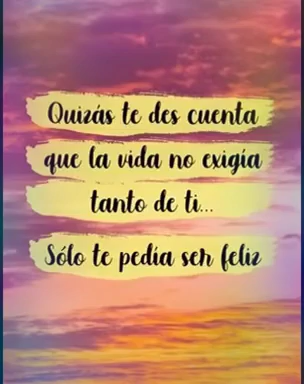 Quizás te des cuenta
que la vida no exigía
tanto de ti...
Sólo te pedía ser feliz